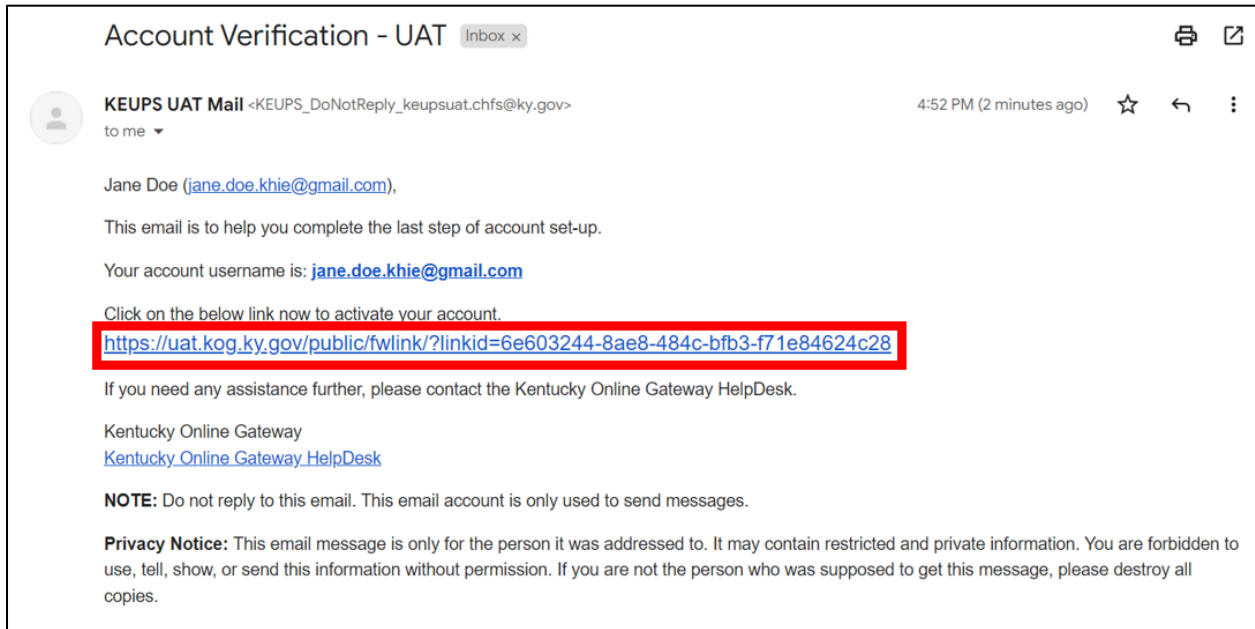 Account Verification - UAT Inbox x
KEUPS UAT Mail <KEUPS_DoNotReply_keupsuat.chfs@ky.gov> 4:52 PM (2 minutes ago)
to me
Jane Doe (jane.doe.khie@gmail.com),
This email is to help you complete the last step of account set-up.
Your account username is: jane.doe.khie@gmail.com
Click on the below link now to activate your account.
https://uat.kog.ky.gov/public/fwlink/?linkid=6e603244-8ae8-484c-bfb3-f71e84624c28
If you need any assistance further, please contact the Kentucky Online Gateway HelpDesk.
Kentucky Online Gateway
Kentucky Online Gateway HelpDesk
NOTE: Do not reply to this email. This email account is only used to send messages.
Privacy Notice: This email message is only for the person it was addressed to. It may contain restricted and private information. You are forbidden to
use, tell, show, or send this information without permission. If you are not the person who was supposed to get this message, please destroy all
copies.